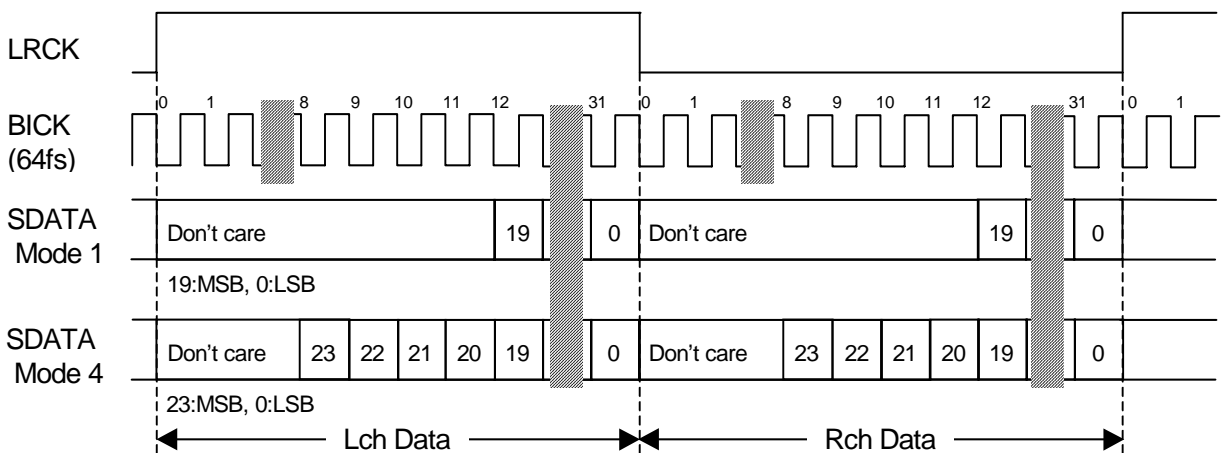 LRCK
0 1 8 9 10 11 12 31 0 1 8 9 10 11 12 31 0 1
BICK
(64fs)
SDATA
Mode 1
Don't care 19 0 Don't care 19 0
19:MSB, 0:LSB
SDATA
Mode 4
Don't care 23 22 21 20 19 0 Don't care 23 22 21 20 19 0
23:MSB, 0:LSB
Lch Data Rch Data